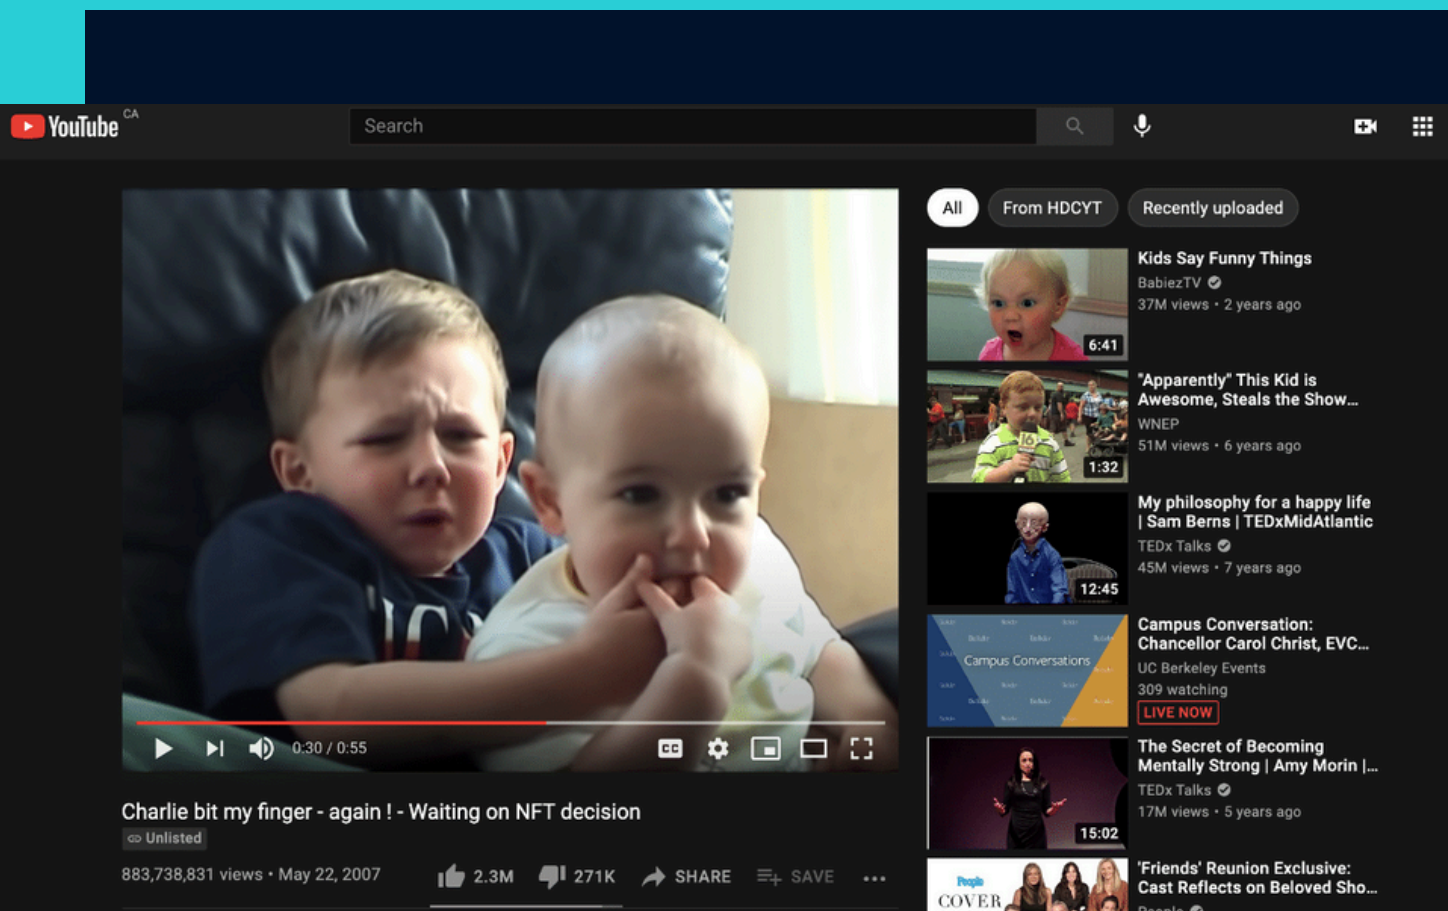 YouTube CA
Search
0:30 / 0:55
CC
Charlie bit my finger - again ! - Waiting on NFT decision
Unlisted
883,738,831 views • May 22, 2007
2.3M
271K
SHARE
SAVE
All
From HDCYT
Recently uploaded
6:41
Kids Say Funny Things
BabiezTV
37M views • 2 years ago
16
1:32
"Apparently" This Kid is
Awesome, Steals the Show...
WNEP
51M views • 6 years ago
12:45
My philosophy for a happy life
| Sam Berns | TEDxMidAtlantic
TEDx Talks
45M views • 7 years ago
Campus Conversations
Campus Conversation:
Chancellor Carol Christ, EVC...
UC Berkeley Events
309 watching
LIVE NOW
15:02
The Secret of Becoming
Mentally Strong | Amy Morin |...
TEDx Talks
17M views • 5 years ago
People
COVER
'Friends' Reunion Exclusive:
Cast Reflects on Beloved Sho...